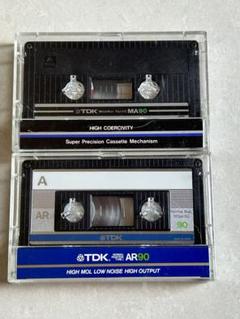 TDK MA90
HIGH COERCIVITY
Super Precision Cassette Mechanism
A
AR
90
TDK
TDK AR90
HIGH MOL LOW NOISE HIGH OUTPUT